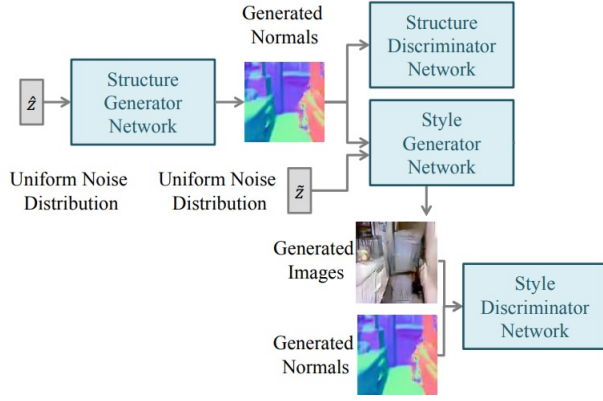 Generated
Normals
Structure
Discriminator
Network
ẑ
Structure
Generator
Network
Style
Generator
Network
Uniform Noise
Distribution
Uniform Noise
Distribution
z̃
Generated
Images
Style
Discriminator
Network
Generated
Normals